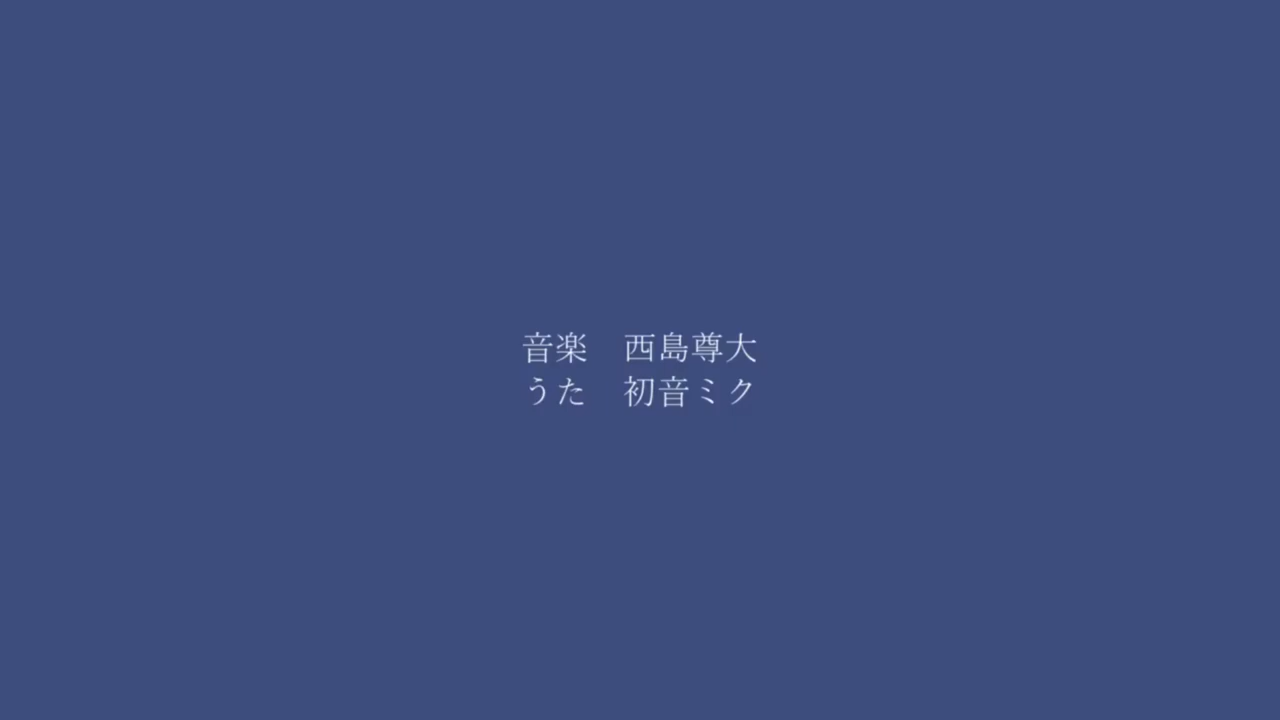 音楽　西島尊大
うた　初音ミク